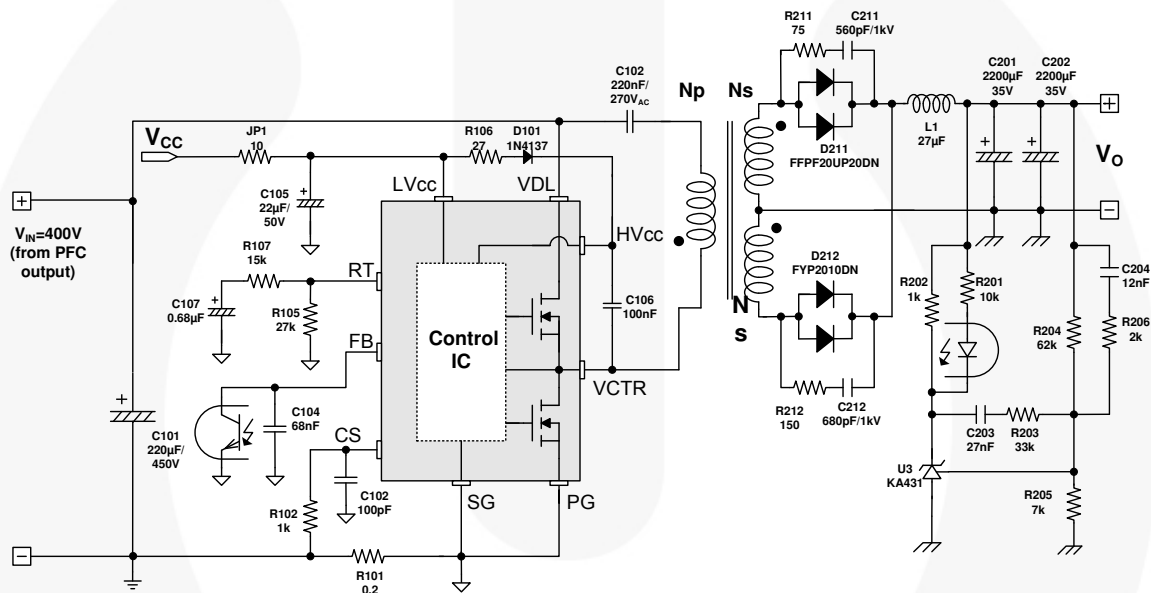 R211
75
C211
560pF/1kV
C102
220nF/
270VAC
Np
Ns
C201
2200µF
35V
C202
2200µF
35V
D211
FFPF20UP20DN
L1
27µF
VO
VCC
JP1
10
R106
27
D101
1N4137
LVcc
VDL
C105
22µF/
50V
HVcc
VIN=400V
(from PFC
output)
R107
15k
RT
C107
0.68µF
R105
27k
C106
100nF
D212
FYP2010DN
N
s
R202
1k
R201
10k
C204
12nF
R204
62k
R206
2k
FB
Control
IC
VCTR
C104
68nF
C101
220µF/
450V
CS
R212
150
C212
680pF/1kV
C203
27nF
R203
33k
C102
100pF
R102
1k
SG
PG
U3
KA431
R205
7k
R101
0.2